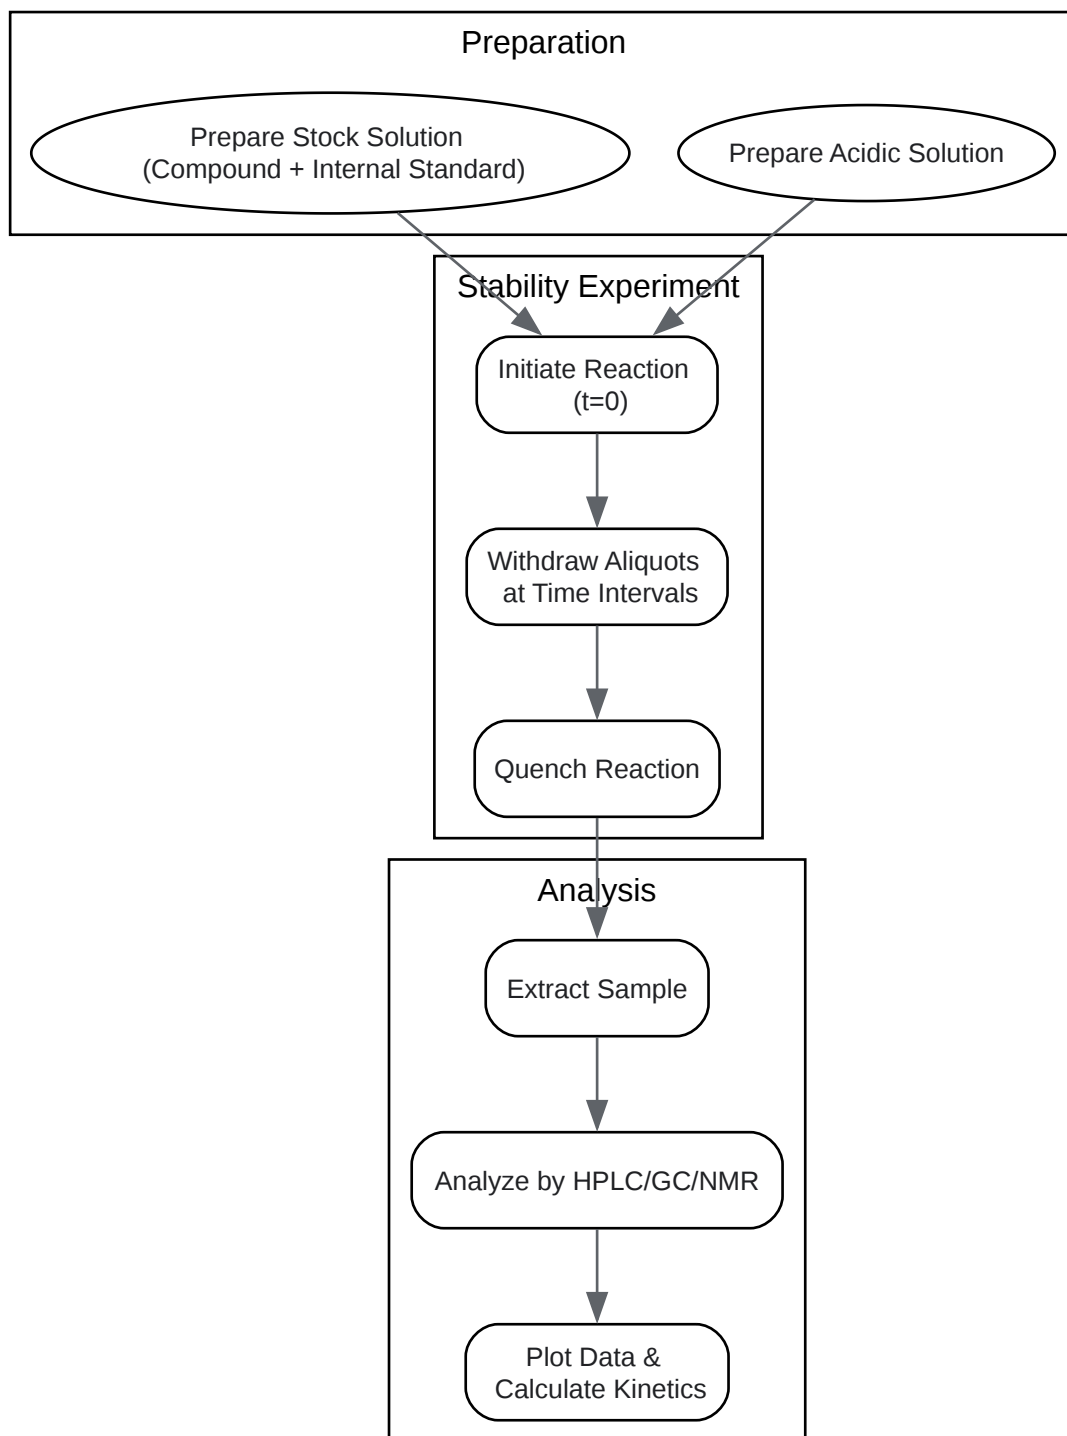 Preparation
Prepare Stock Solution
(Compound + Internal Standard)
Prepare Acidic Solution
Stability Experiment
Initiate Reaction
(t=0)
Withdraw Aliquots
at Time Intervals
Quench Reaction
Analysis
Extract Sample
Analyze by HPLC/GC/NMR
Plot Data &
Calculate Kinetics